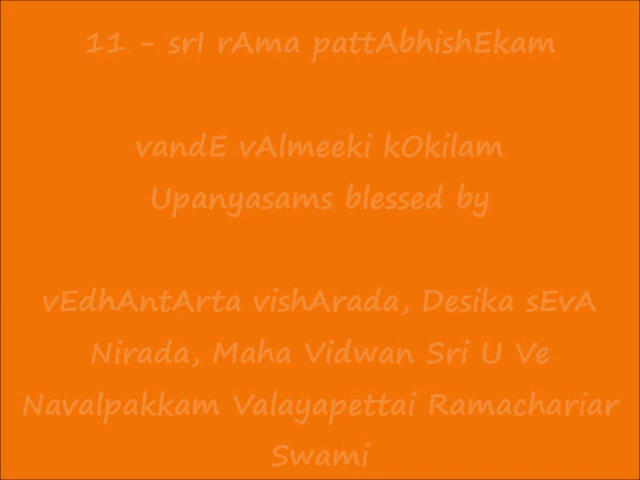 11 - srI rAma pattAbhishEkam
vandE vAlmeeki kOkilam
Upanyasams blessed by
vEdhAntArta vishArada, Desika sEvA
Nirada, Maha Vidwan Sri U Ve
Navalpakkam Valayapettai Ramachariar
Swami